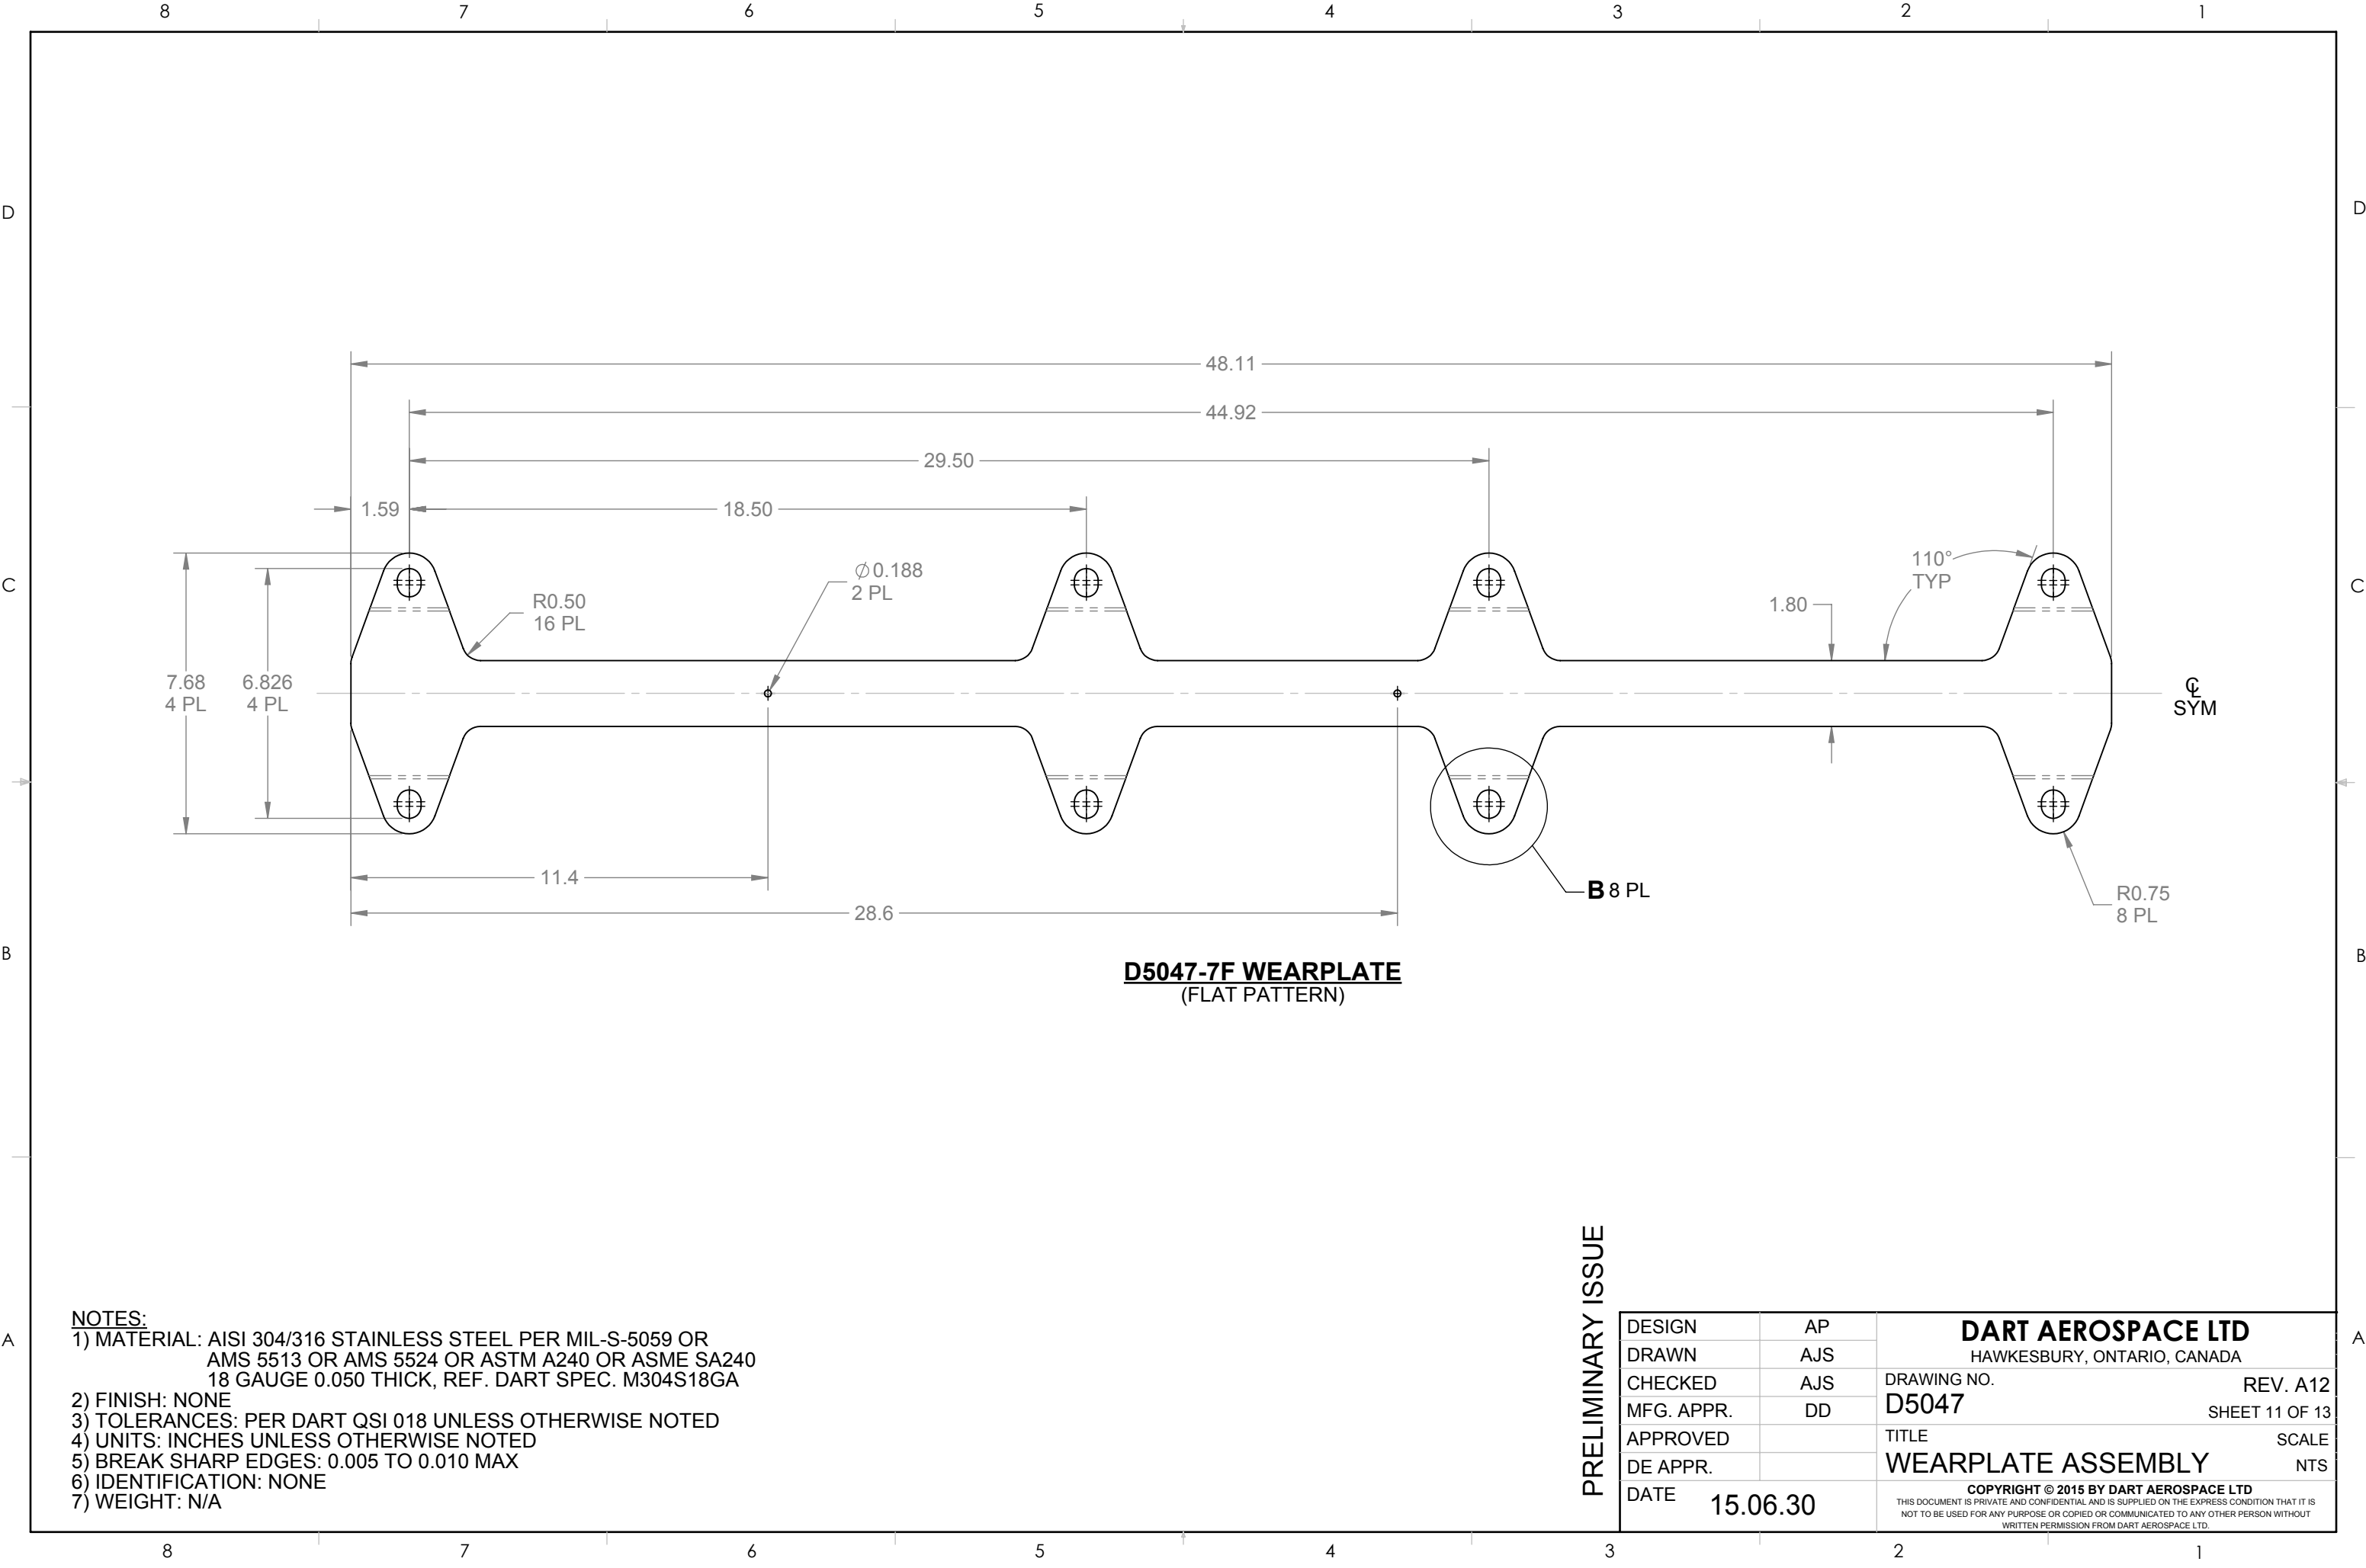 8 7 6 5 4 3 2 1
D D
48.11
44.92
29.50
1.59 18.50
⌀0.188
2 PL
110°
TYP
C C
R0.50
16 PL
1.80
7.68
4 PL
6.826
4 PL
℄
SYM
11.4
B 8 PL
28.6
R0.75
8 PL
B B
D5047-7F WEARPLATE
(FLAT PATTERN)
PRELIMINARY ISSUE
NOTES:
1) MATERIAL: AISI 304/316 STAINLESS STEEL PER MIL-S-5059 OR
AMS 5513 OR AMS 5524 OR ASTM A240 OR ASME SA240
18 GAUGE 0.050 THICK, REF. DART SPEC. M304S18GA
2) FINISH: NONE
3) TOLERANCES: PER DART QSI 018 UNLESS OTHERWISE NOTED
4) UNITS: INCHES UNLESS OTHERWISE NOTED
5) BREAK SHARP EDGES: 0.005 TO 0.010 MAX
6) IDENTIFICATION: NONE
7) WEIGHT: N/A
A A
DESIGN AP
DRAWN AJS
CHECKED AJS
MFG. APPR. DD
APPROVED
DE APPR.
DATE 15.06.30
DART AEROSPACE LTD
HAWKESBURY, ONTARIO, CANADA
DRAWING NO. REV. A12
D5047 SHEET 11 OF 13
TITLE SCALE
WEARPLATE ASSEMBLY NTS
COPYRIGHT © 2015 BY DART AEROSPACE LTD
THIS DOCUMENT IS PRIVATE AND CONFIDENTIAL AND IS SUPPLIED ON THE EXPRESS CONDITION THAT IT IS
NOT TO BE USED FOR ANY PURPOSE OR COPIED OR COMMUNICATED TO ANY OTHER PERSON WITHOUT
WRITTEN PERMISSION FROM DART AEROSPACE LTD.
8 7 6 5 4 3 2 1